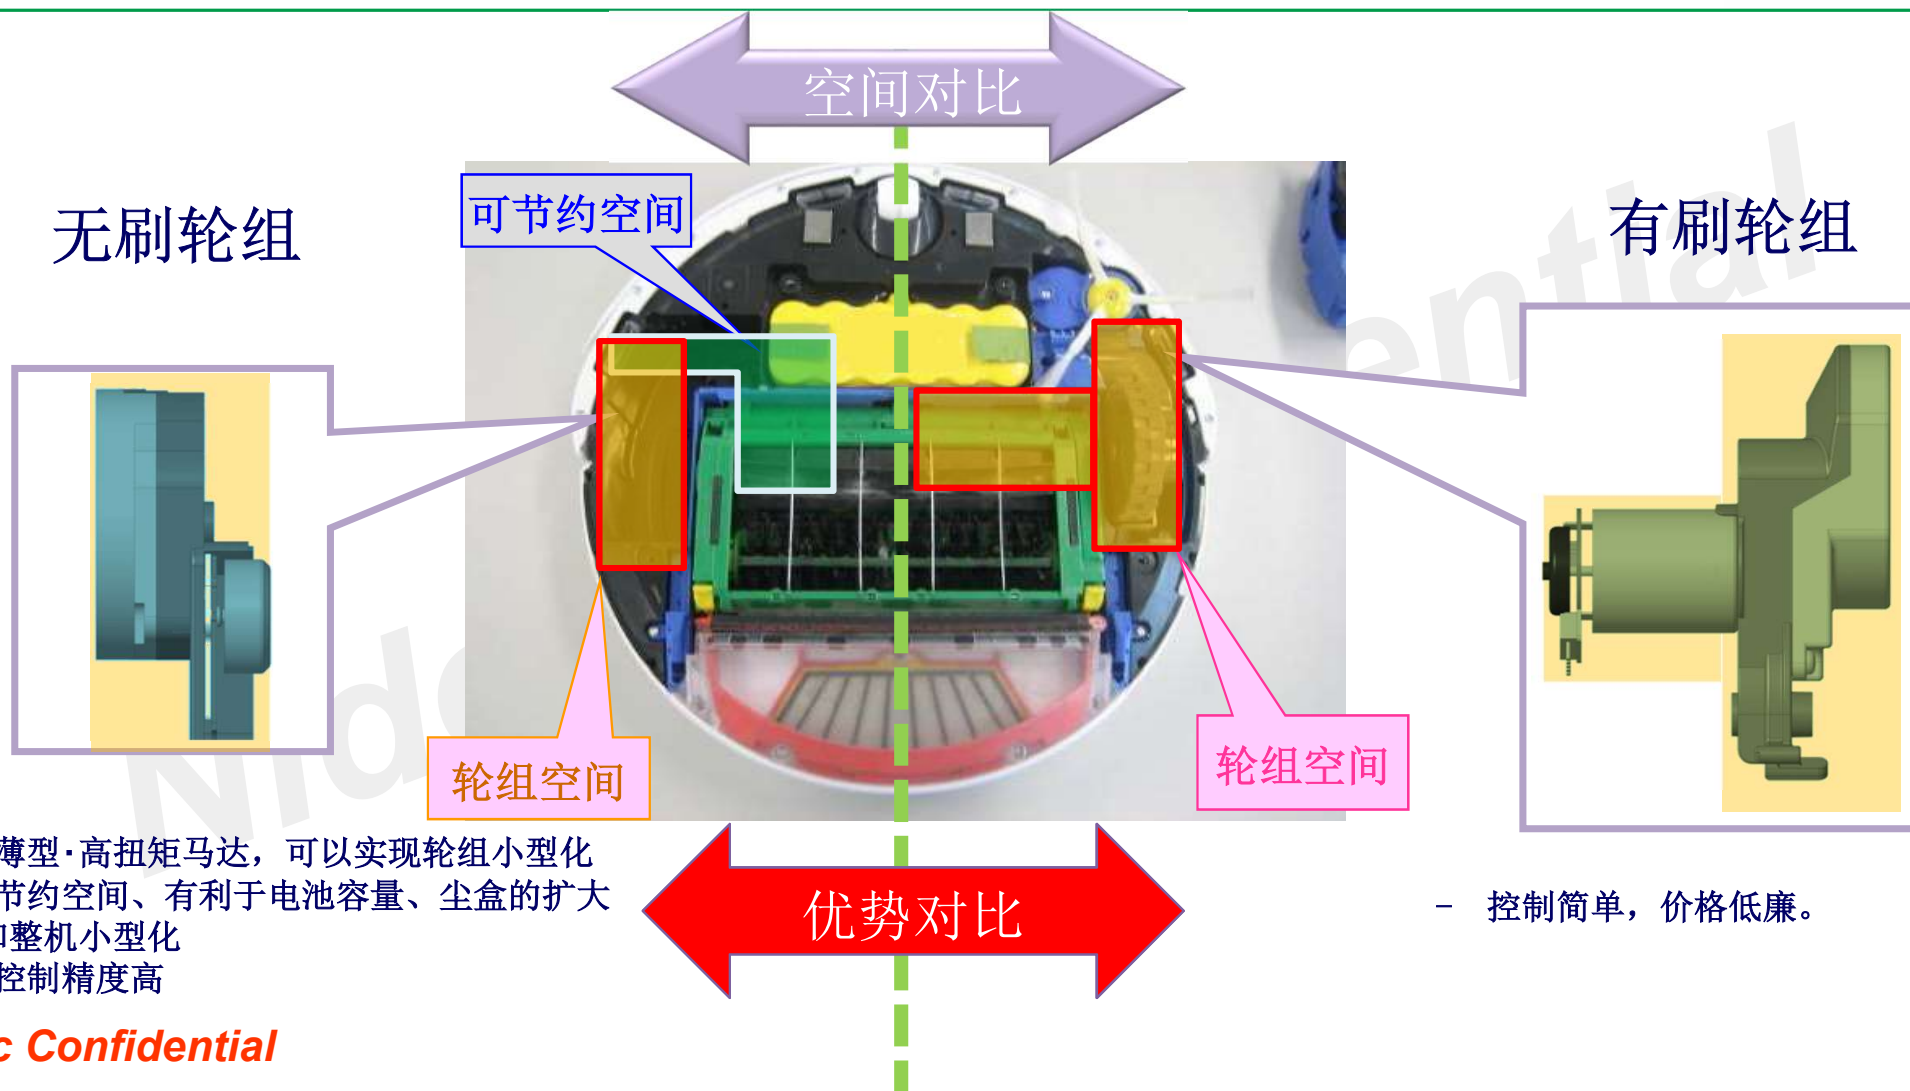 空间对比
可节约空间
无刷轮组
有刷轮组
轮组空间
轮组空间
薄型·高扭矩马达，可以实现轮组小型化
节约空间、有利于电池容量、尘盒的扩大
和整机小型化
控制精度高
优势对比
- 控制简单，价格低廉。
c Confidential